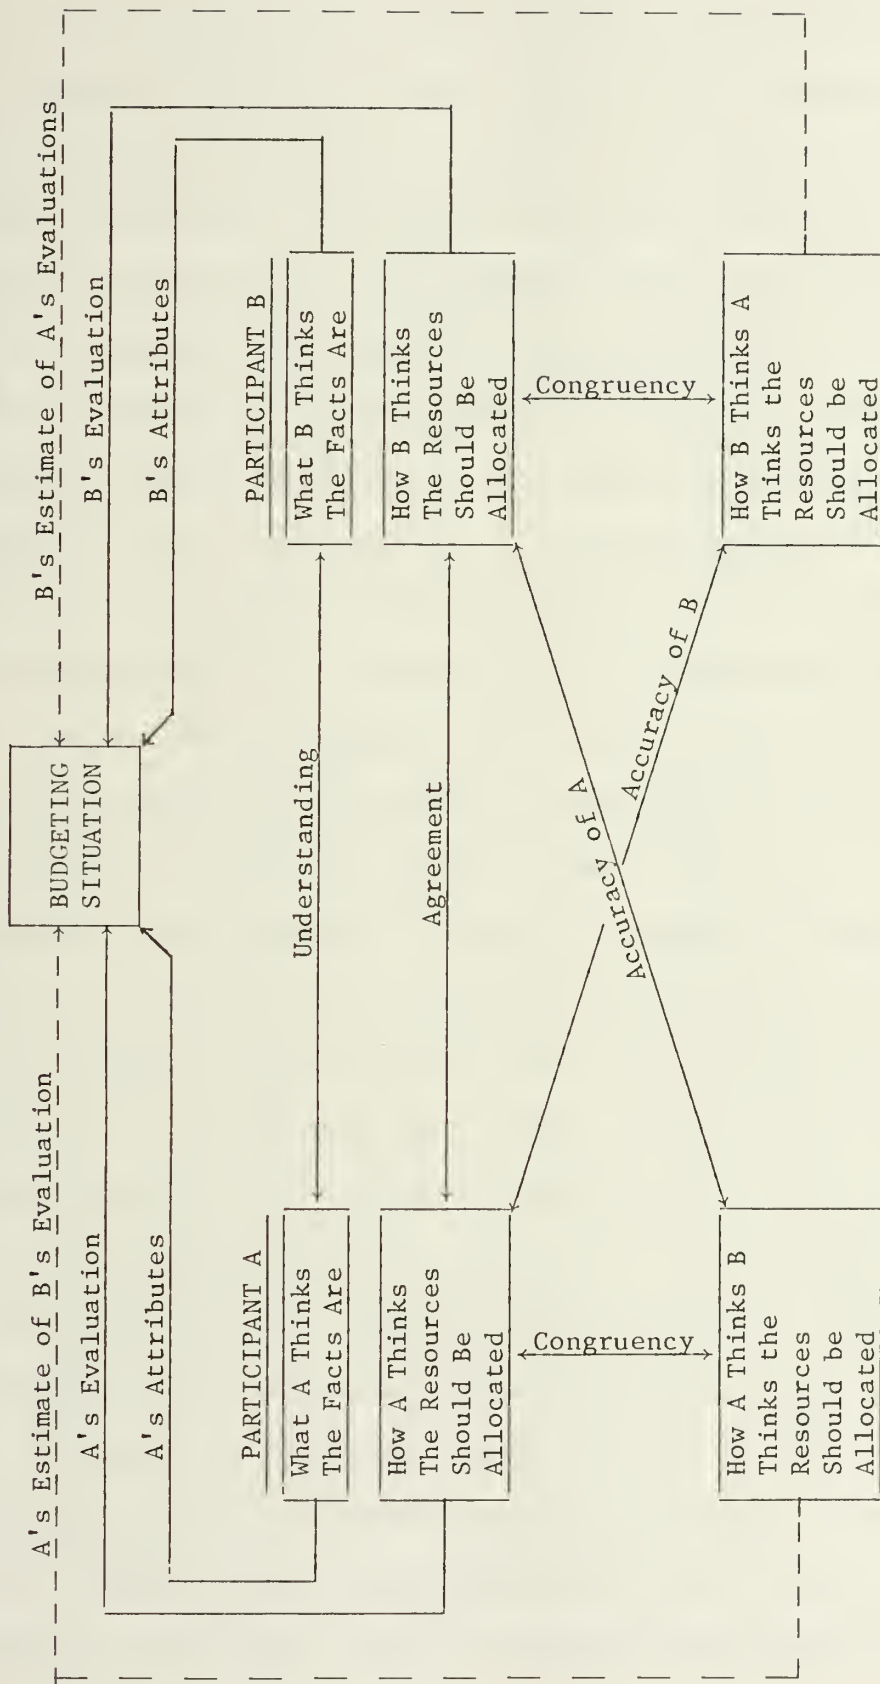 BUDGETING
SITUATION
A's Estimate of B's Evaluation
A's Evaluation
A's Attributes
B's Estimate of A's Evaluations
B's Evaluation
B's Attributes
PARTICIPANT A
What A Thinks
The Facts Are
How A Thinks
The Resources
Should Be
Allocated
Understanding
Agreement
PARTICIPANT B
What B Thinks
The Facts Are
How B Thinks
The Resources
Should Be
Allocated
Congruency
Accuracy of A
Accuracy of B
Congruency
How A Thinks B
Thinks the
Resources
Should be
Allocated
How B Thinks A
Thinks the
Resources
Should be
Allocated